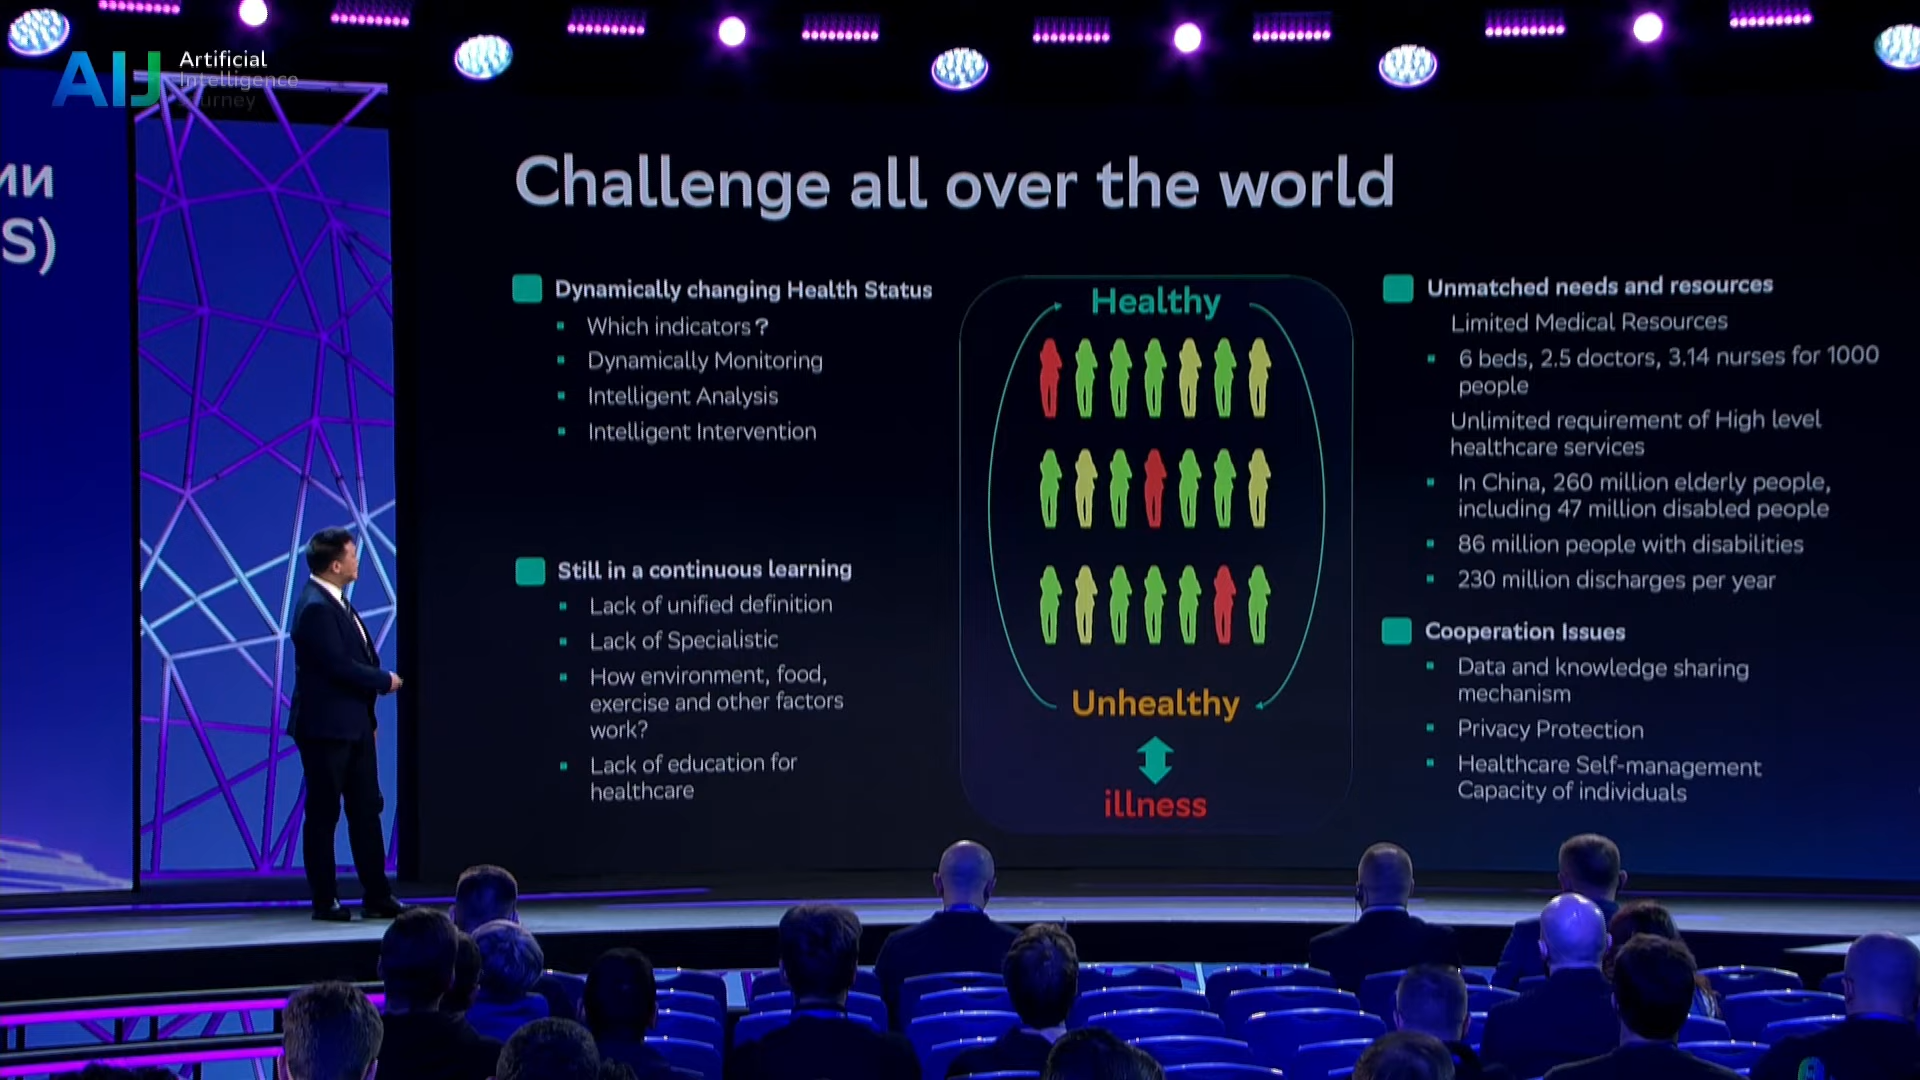 AIJ Artificial
Intelligence
Journey
ии
S)
Challenge all over the world
Dynamically changing Health Status
Which indicators?
Dynamically Monitoring
Intelligent Analysis
Intelligent Intervention
Still in a continuous learning
Lack of unified definition
Lack of Specialistic
How environment, food,
exercise and other factors
work?
Lack of education for
healthcare
Healthy
Unhealthy
illness
Unmatched needs and resources
Limited Medical Resources
6 beds, 2.5 doctors, 3.14 nurses for 1000
people
Unlimited requirement of High level
healthcare services
In China, 260 million elderly people,
including 47 million disabled people
86 million people with disabilities
230 million discharges per year
Cooperation Issues
Data and knowledge sharing
mechanism
Privacy Protection
Healthcare Self-management
Capacity of individuals